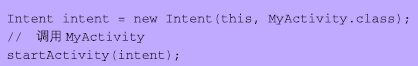 Intent intent = new Intent(this, MyActivity.class);
// 调用 MyActivity
startActivity(intent);